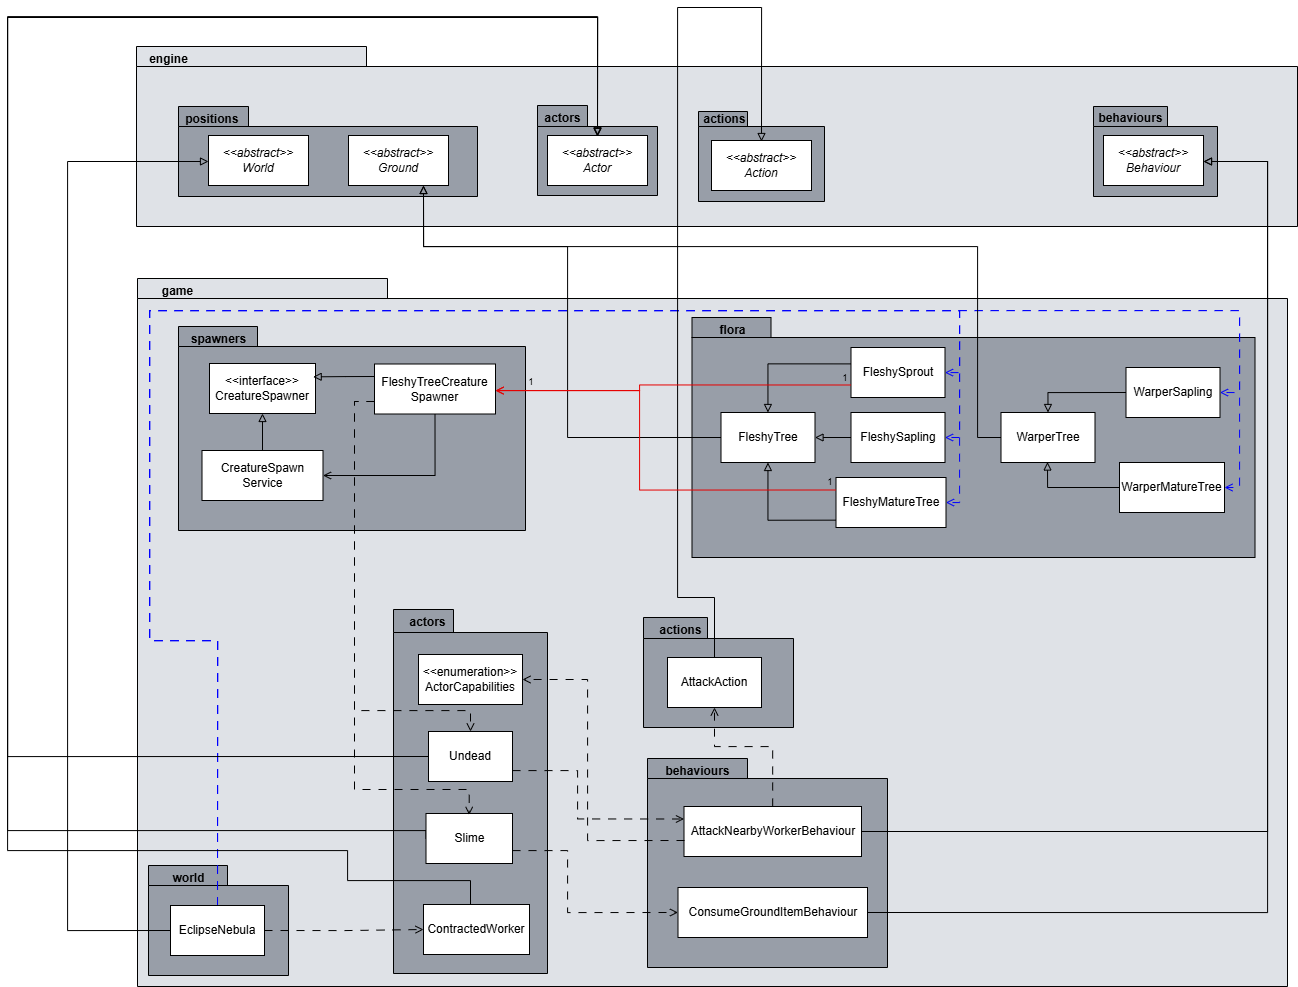 engine
positions
<<abstract>>
World
<<abstract>>
Ground
actors
<<abstract>>
Actor
actions
<<abstract>>
Action
behaviours
<<abstract>>
Behaviour
game
spawners
<<interface>>
CreatureSpawner
FleshyTreeCreature
Spawner
1
CreatureSpawn
Service
flora
FleshySprout
1
FleshyTree
FleshySapling
1
FleshyMatureTree
WarperSapling
WarperTree
WarperMatureTree
actors
<<enumeration>>
ActorCapabilities
Undead
Slime
ContractedWorker
actions
AttackAction
behaviours
AttackNearbyWorkerBehaviour
ConsumeGroundItemBehaviour
world
EclipseNebula